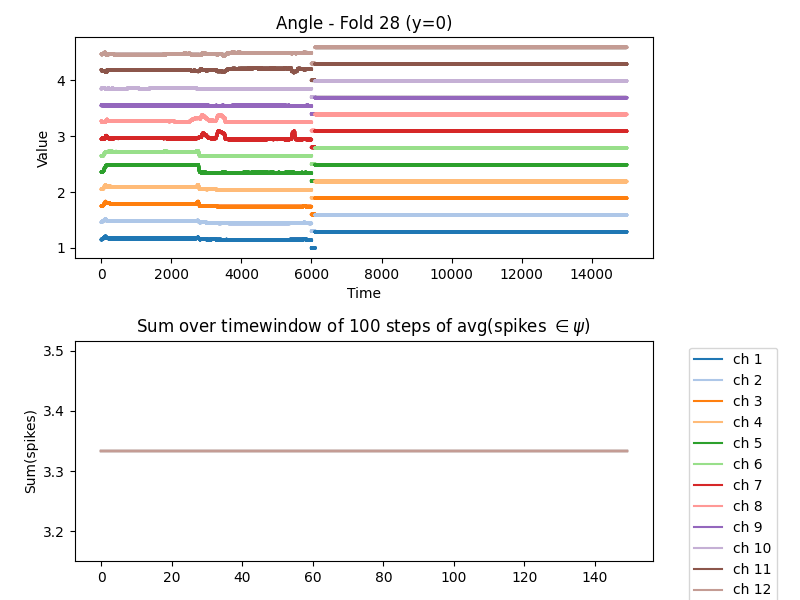 Angle - Fold 28 (y=0)
Value
4
3
2
1
0 2000 4000 6000 8000 10000 12000 14000
Time
Sum over timewindow of 100 steps of avg(spikes ∈ψ)
Sum(spikes)
3.5
3.4
3.3
3.2
0 20 40 60 80 100 120 140
ch 1
ch 2
ch 3
ch 4
ch 5
ch 6
ch 7
ch 8
ch 9
ch 10
ch 11
ch 12